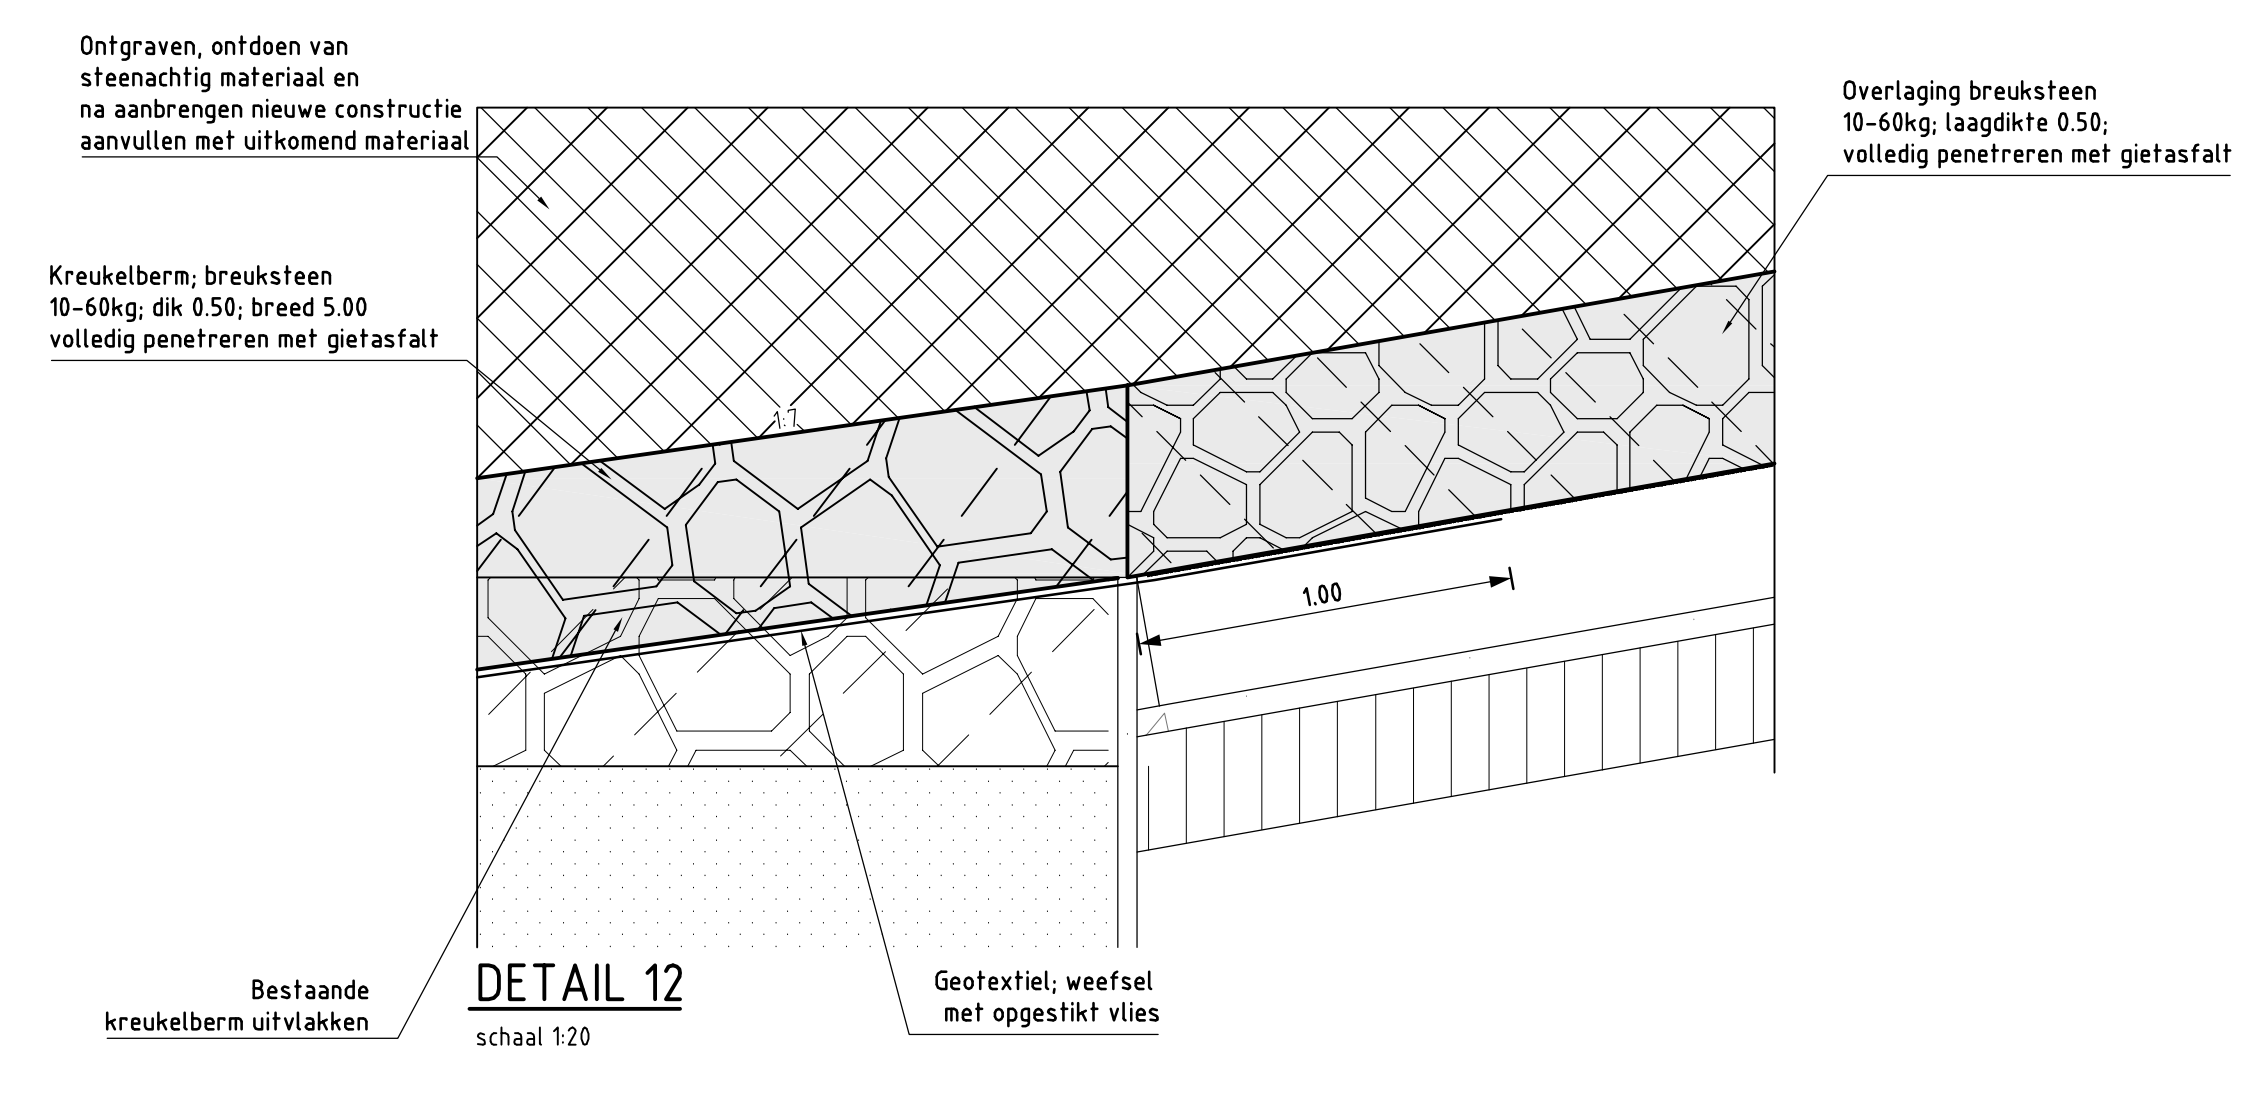 Ontgraven, ontdoen van
steenachtig materiaal en
na aanbrengen nieuwe constructie
aanvullen met uitkomend materiaal
Overlaging breuksteen
10-60kg; laagdikte 0.50;
volledig penetreren met gietasfalt
Kreukelberm; breuksteen
10-60kg; dik 0.50; breed 5.00
volledig penetreren met gietasfalt
1:7
1.00
Bestaande
kreukelberm uitvlakken
DETAIL 12
schaal 1:20
Geotextiel; weefsel
met opgestikt vlies